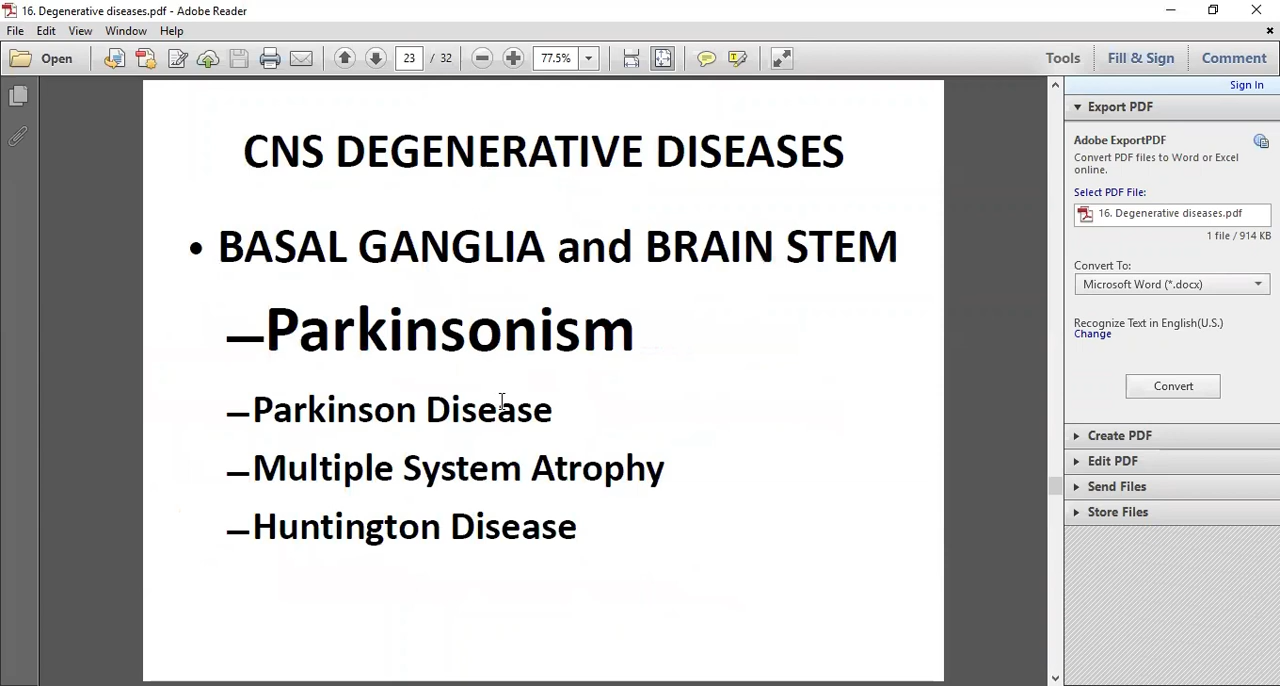 16. Degenerative diseases.pdf - Adobe Reader
File Edit View Window Help
Open 23 / 32 77.5% Tools Fill & Sign Comment
Sign In
CNS DEGENERATIVE DISEASES
• BASAL GANGLIA and BRAIN STEM
–Parkinsonism
–Parkinson Disease
–Multiple System Atrophy
–Huntington Disease
Export PDF
Adobe ExportPDF
Convert PDF files to Word or Excel
online.
Select PDF File:
16. Degenerative diseases.pdf
1 file / 914 KB
Convert To:
Microsoft Word (*.docx)
Recognize Text in English(U.S.)
Change
Convert
Create PDF
Edit PDF
Send Files
Store Files